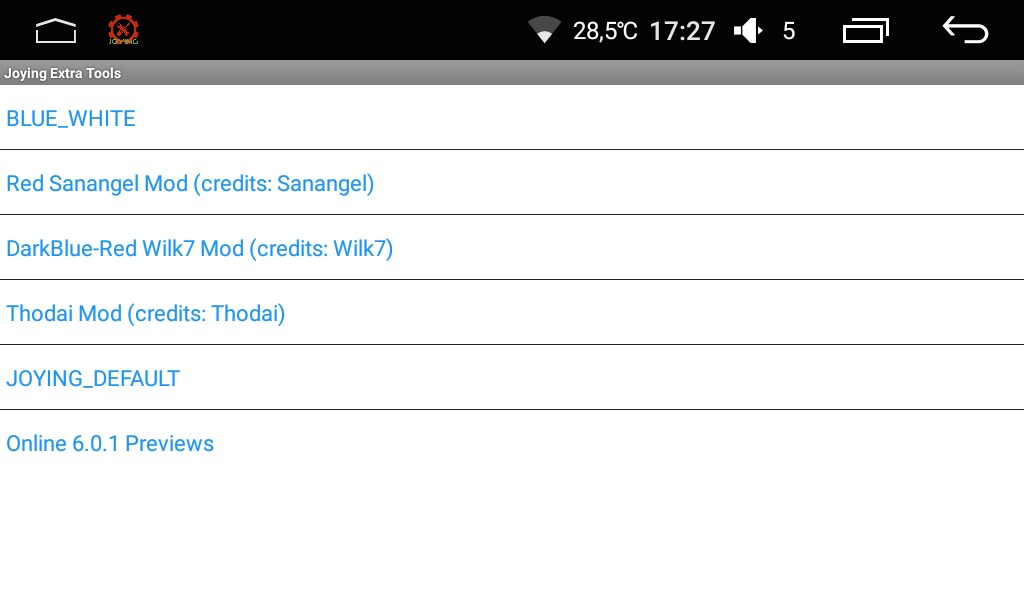 JOYING
28,5℃ 17:27 5
Joying Extra Tools
BLUE_WHITE
Red Sanangel Mod (credits: Sanangel)
DarkBlue-Red Wilk7 Mod (credits: Wilk7)
Thodai Mod (credits: Thodai)
JOYING_DEFAULT
Online 6.0.1 Previews